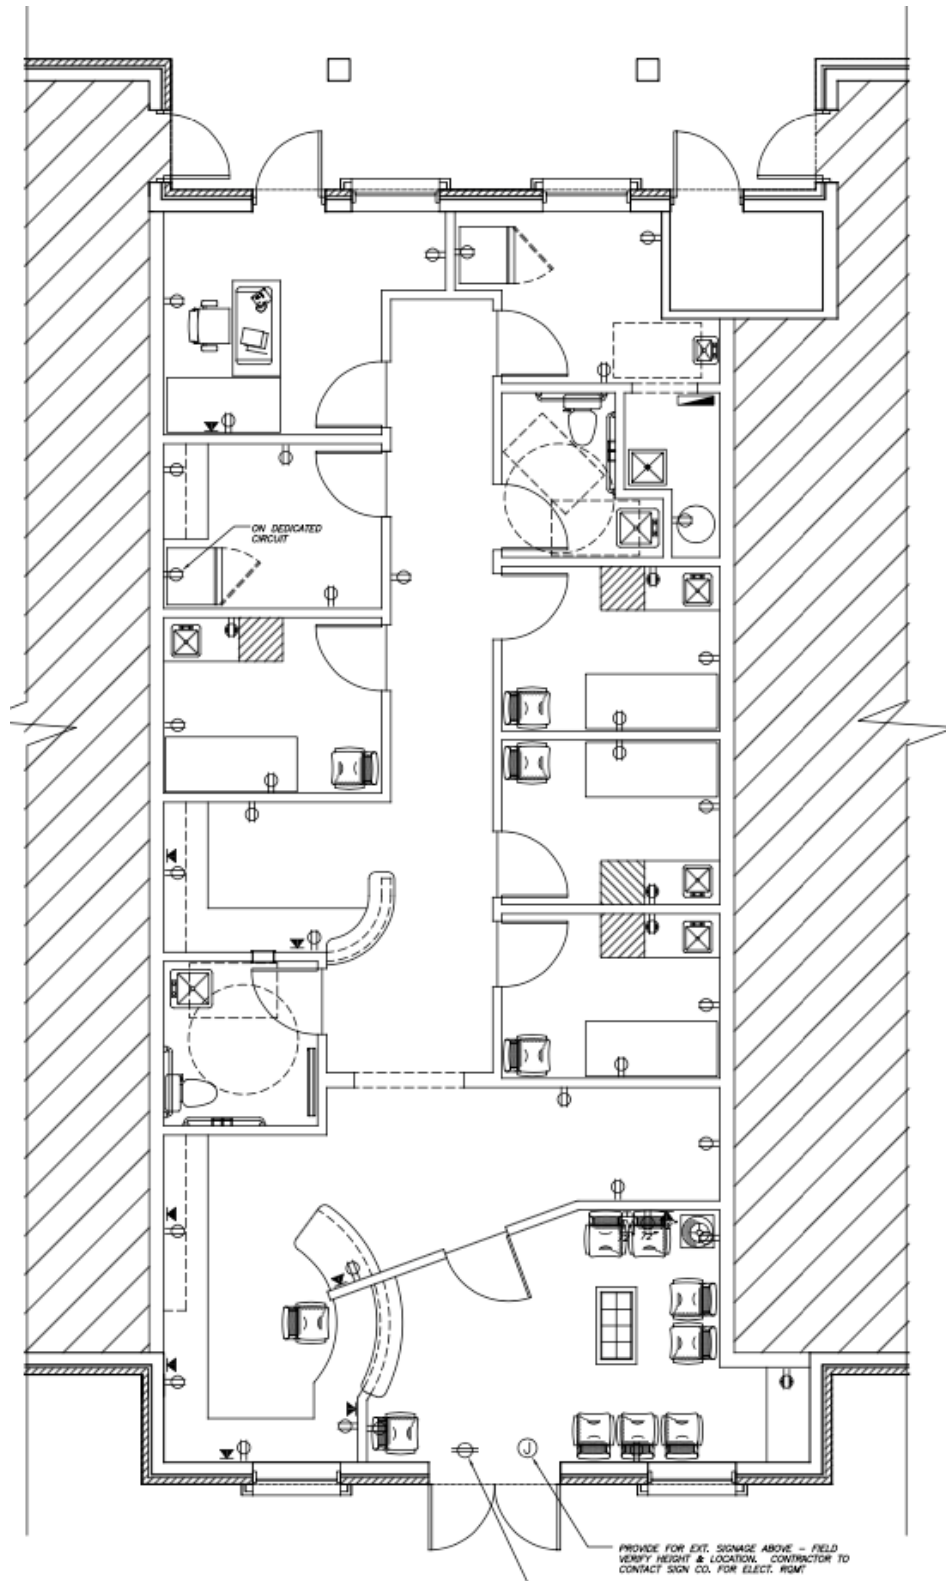 ON DEDICATED
CIRCUIT
72"
J
PROVIDE FOR EXT. SIGNAGE ABOVE - FIELD
VERIFY HEIGHT & LOCATION. CONTRACTOR TO
CONTACT SIGN CO. FOR ELECT. RQMT